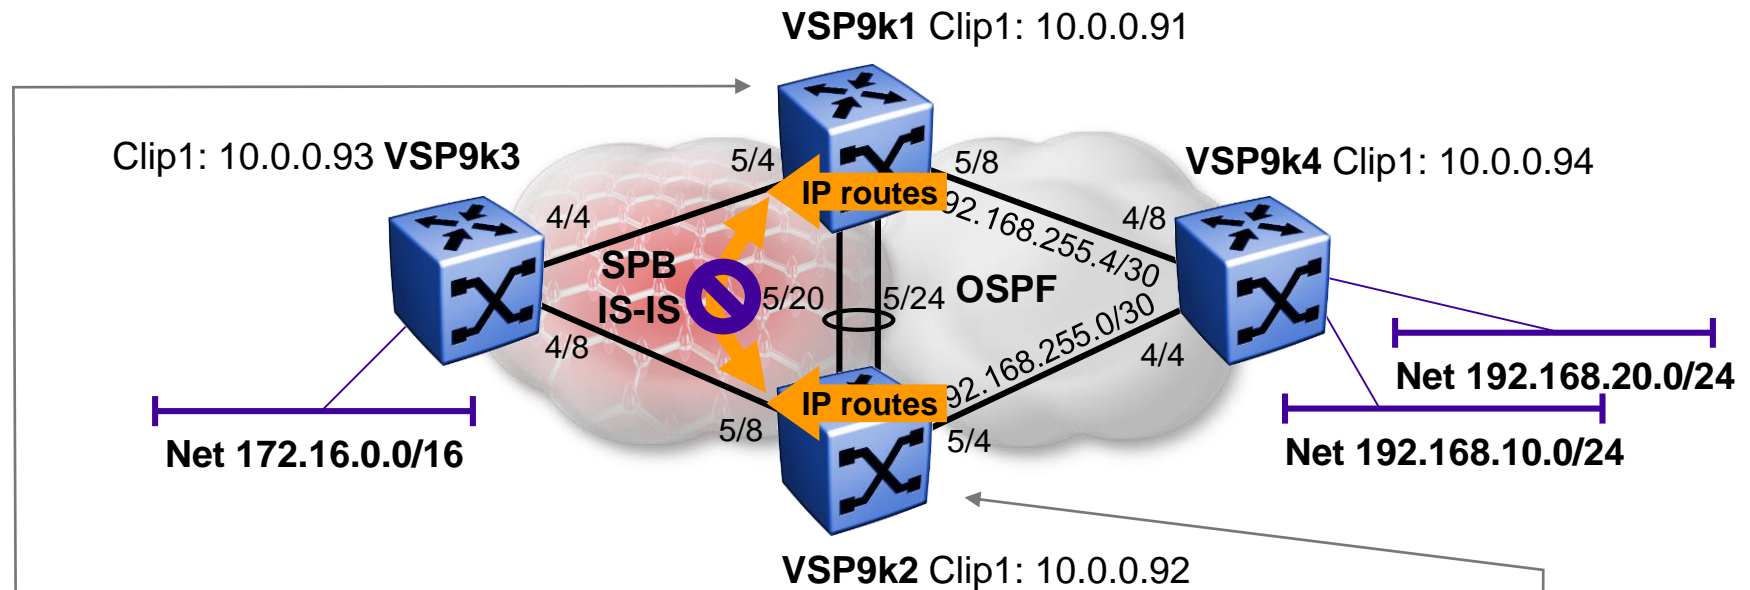 VSP9k1 Clip1: 10.0.0.91
Clip1: 10.0.0.93 VSP9k3
5/4
5/8
VSP9k4 Clip1: 10.0.0.94
IP routes
4/4
4/8
92.168.255.4/30
SPB
IS-IS
5/20
5/24
OSPF
92.168.255.0/30
4/8
4/4
IP routes
5/8
5/4
Net 192.168.20.0/24
Net 172.16.0.0/16
Net 192.168.10.0/24
VSP9k2 Clip1: 10.0.0.92